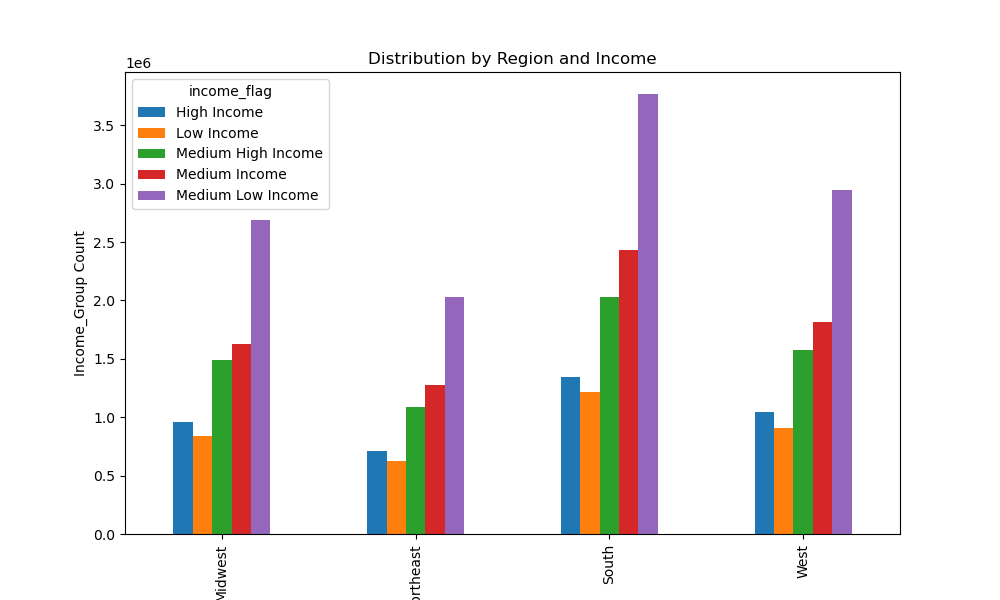 Distribution by Region and Income
1e6
income_flag
High Income
Low Income
Medium High Income
Medium Income
Medium Low Income
Income_Group Count
3.5
3.0
2.5
2.0
1.5
1.0
0.5
0.0
Midwest
ortheast
South
West